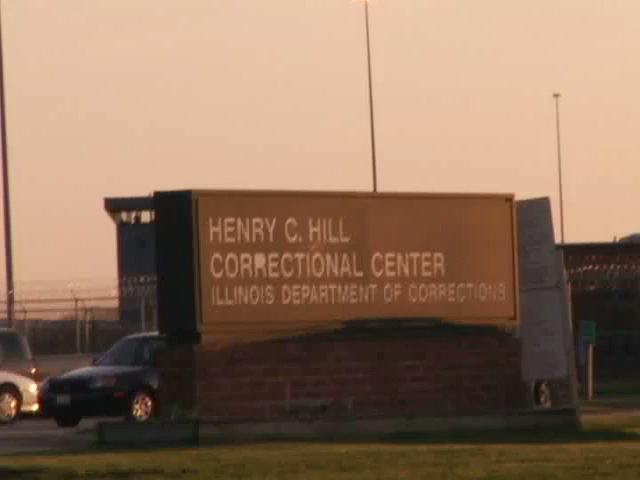 HENRY C. HILL
CORRECTIONAL CENTER
ILLINOIS DEPARTMENT OF CORRECTIONS